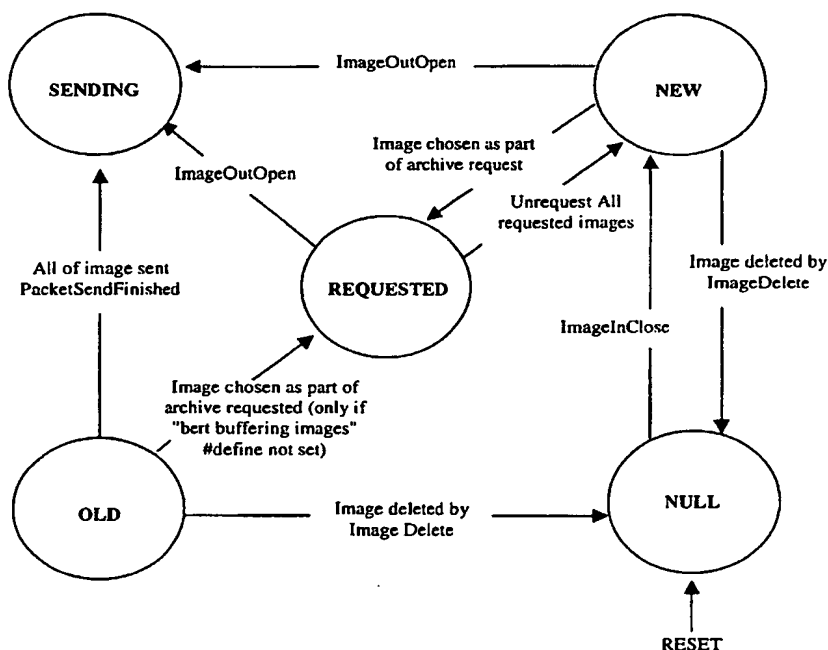 ImageOutOpen
SENDING
NEW
Image chosen as part
of archive request
ImageOutOpen
Unrequest All
requested images
All of image sent
PacketSendFinished
REQUESTED
Image deleted by
ImageDelete
ImageInClose
Image chosen as part of
archive requested (only if
"bert buffering images"
#define not set)
OLD
Image deleted by
Image Delete
NULL
RESET